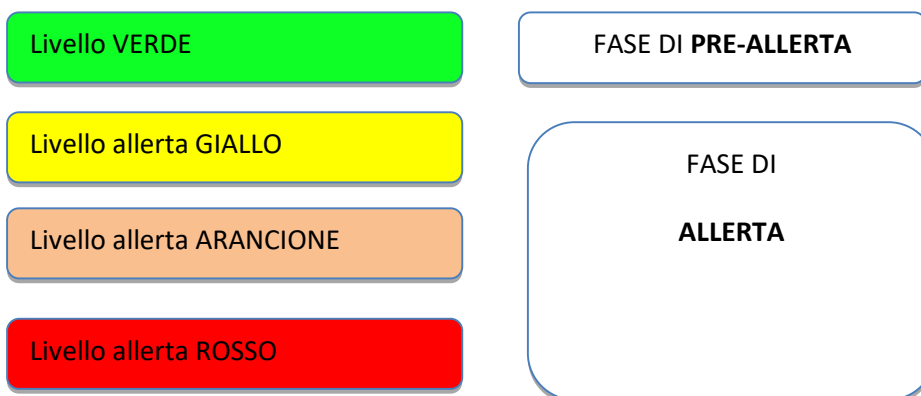 Livello VERDE
FASE DI PRE-ALLERTA
Livello allerta GIALLO
FASE DI
ALLERTA
Livello allerta ARANCIONE
Livello allerta ROSSO